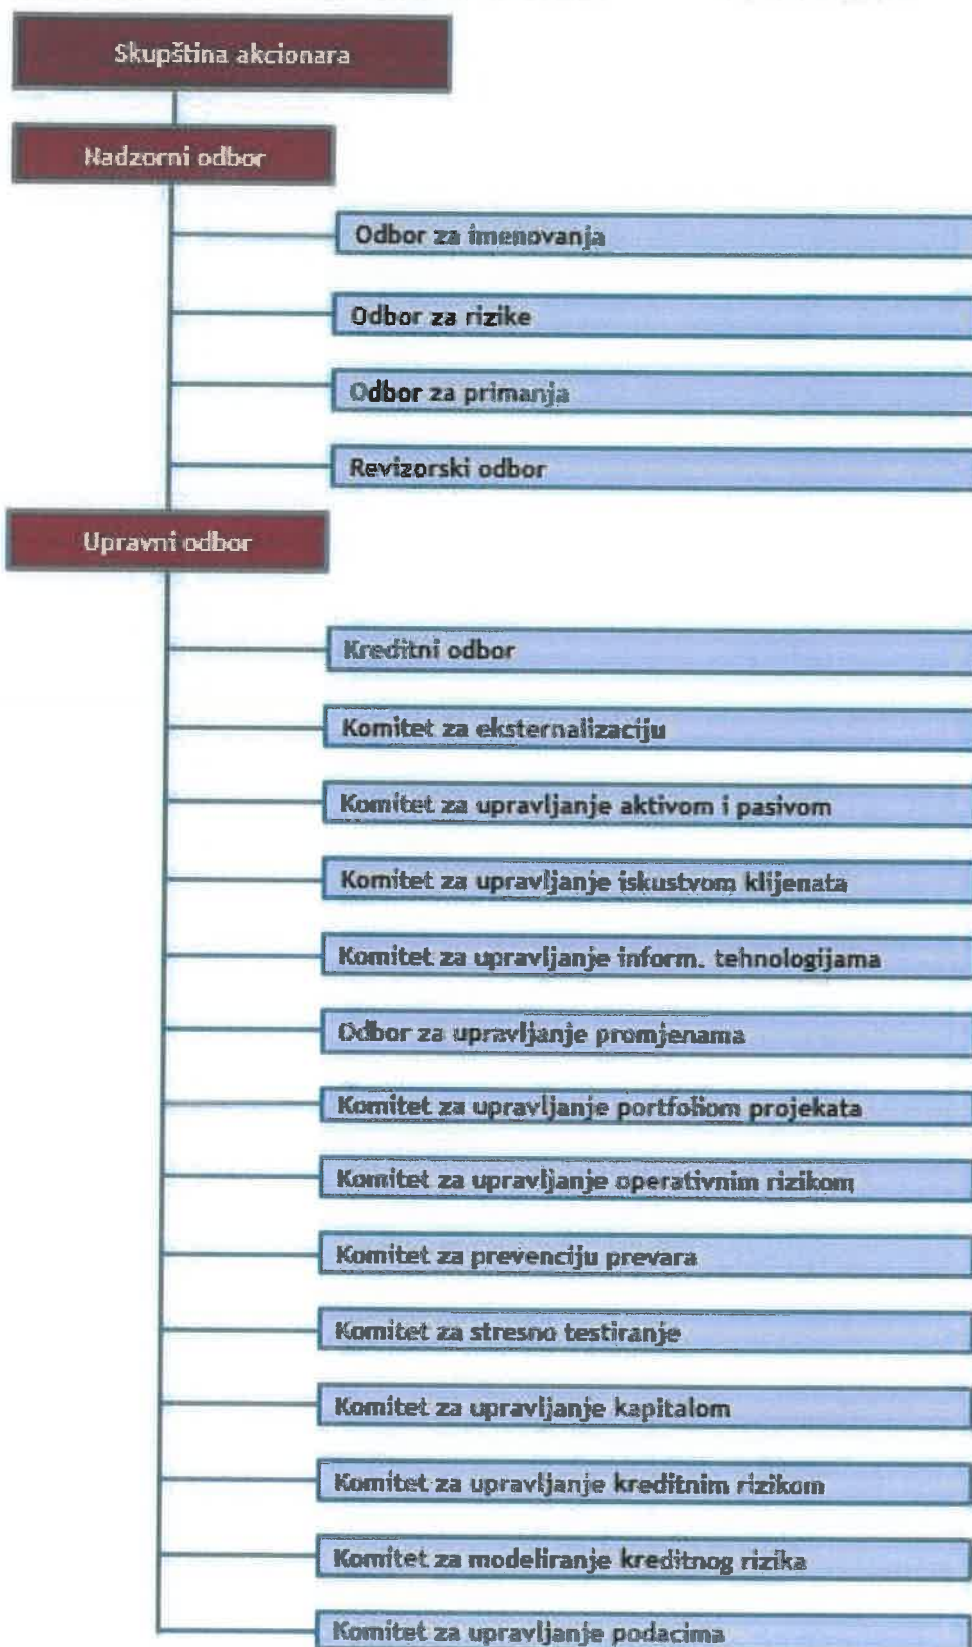 Skupština akcionara
Nadzorni odbor
Odbor za imenovanja
Odbor za rizike
Odbor za primanja
Revizorski odbor
Upravni odbor
Kreditni odbor
Komitet za eksternalizaciju
Komitet za upravljanje aktivom i pasivom
Komitet za upravljanje iskustvom klijenata
Komitet za upravljanje inform. tehnologijama
Odbor za upravljanje promjenama
Komitet za upravljanje portfoliom projekata
Komitet za upravljanje operativnim rizikom
Komitet za prevenciju prevara
Komitet za stresno testiranje
Komitet za upravljanje kapitalom
Komitet za upravljanje kreditnim rizikom
Komitet za modeliranje kreditnog rizika
Komitet za upravljanje podacima